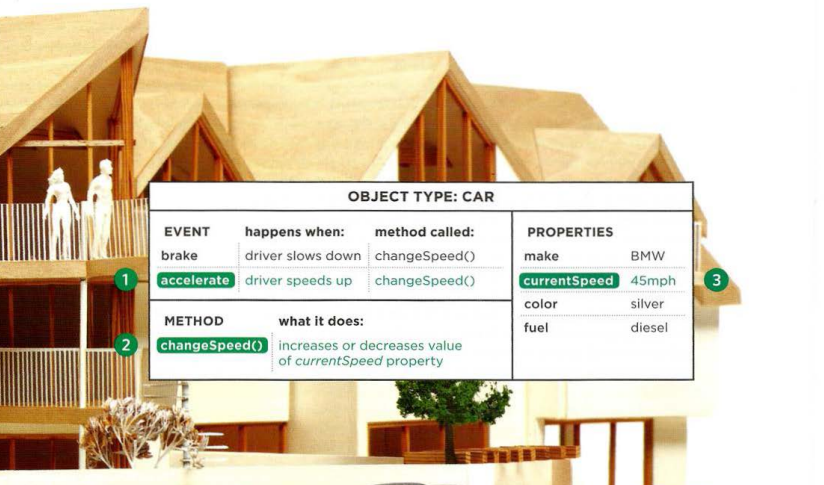 OBJECT TYPE: CAR
EVENT happens when: method called:
brake driver slows down changeSpeed()
1 accelerate driver speeds up changeSpeed()
METHOD what it does:
2 changeSpeed() increases or decreases value
of currentSpeed property
PROPERTIES
make BMW
currentSpeed 45mph 3
color silver
fuel diesel